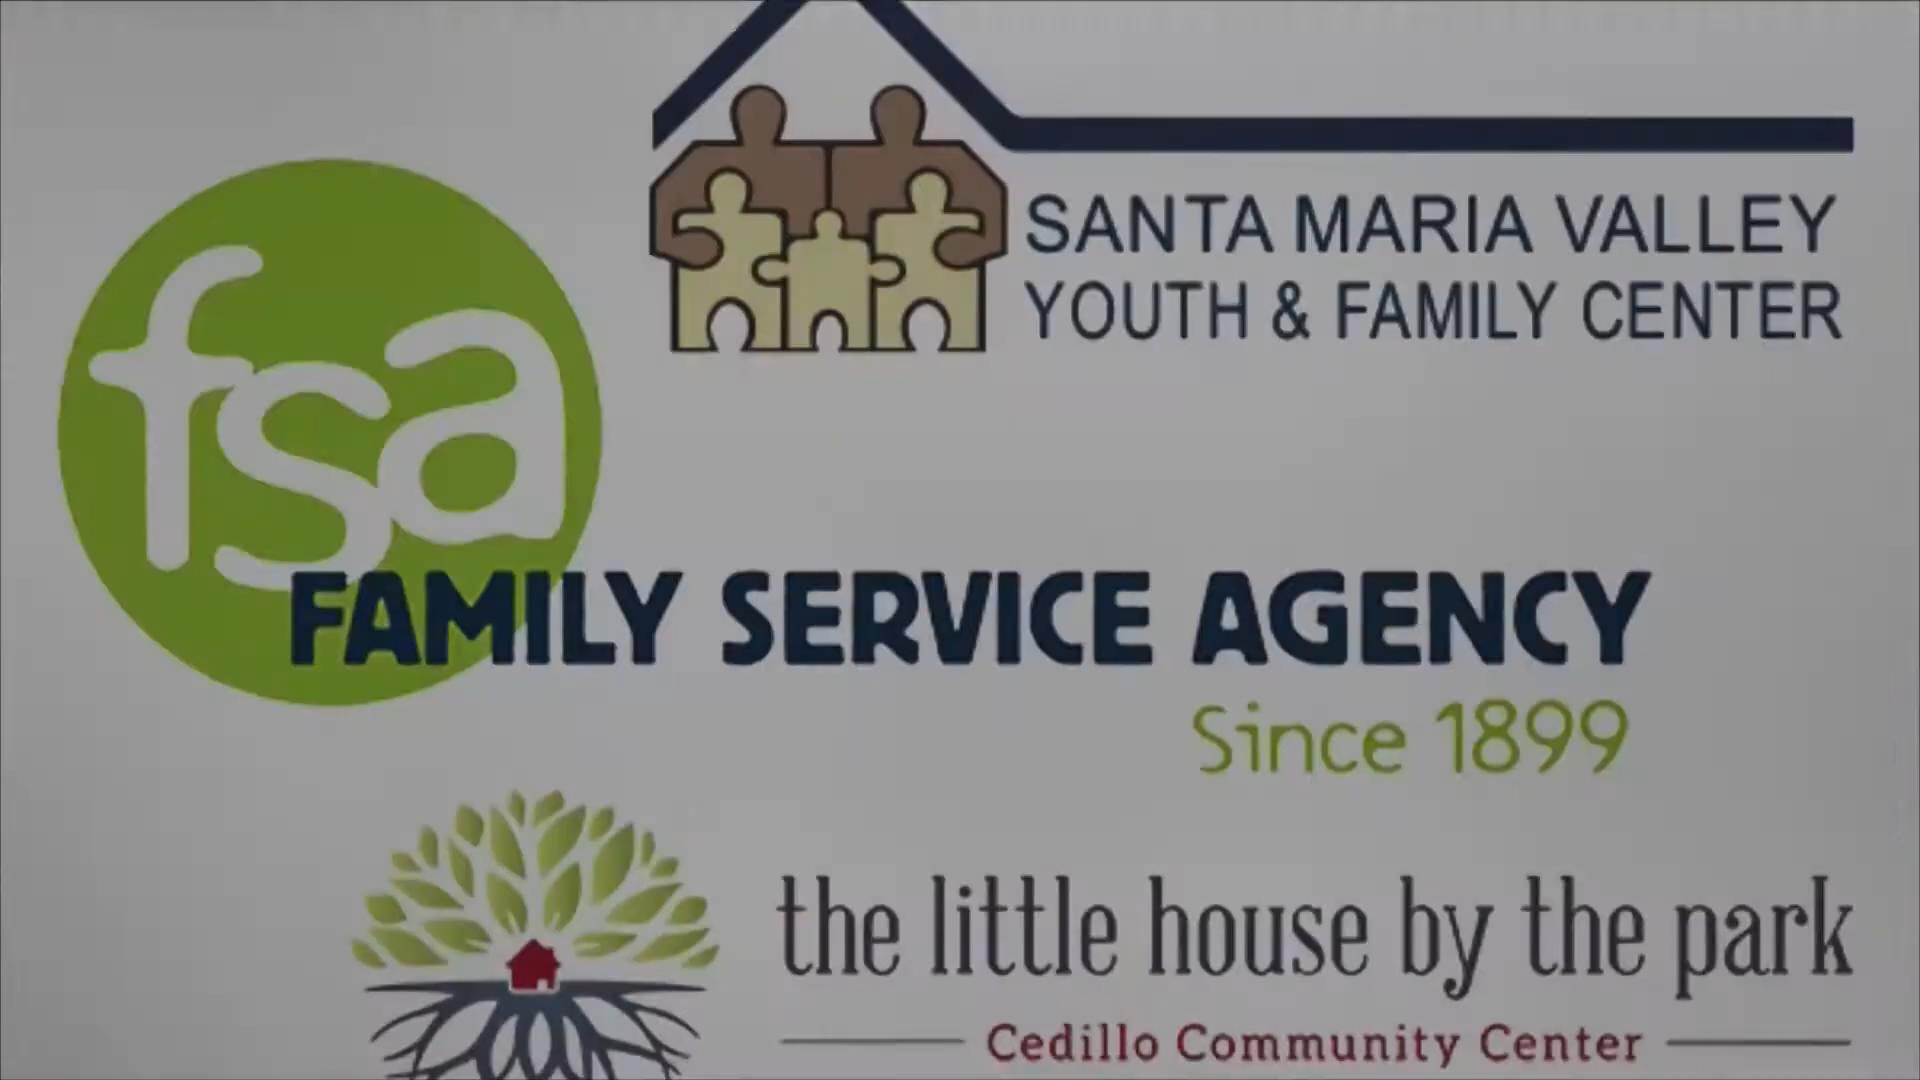 SANTA MARIA VALLEY
YOUTH & FAMILY CENTER
fsa
FAMILY SERVICE AGENCY
Since 1899
the little house by the park
Cedillo Community Center